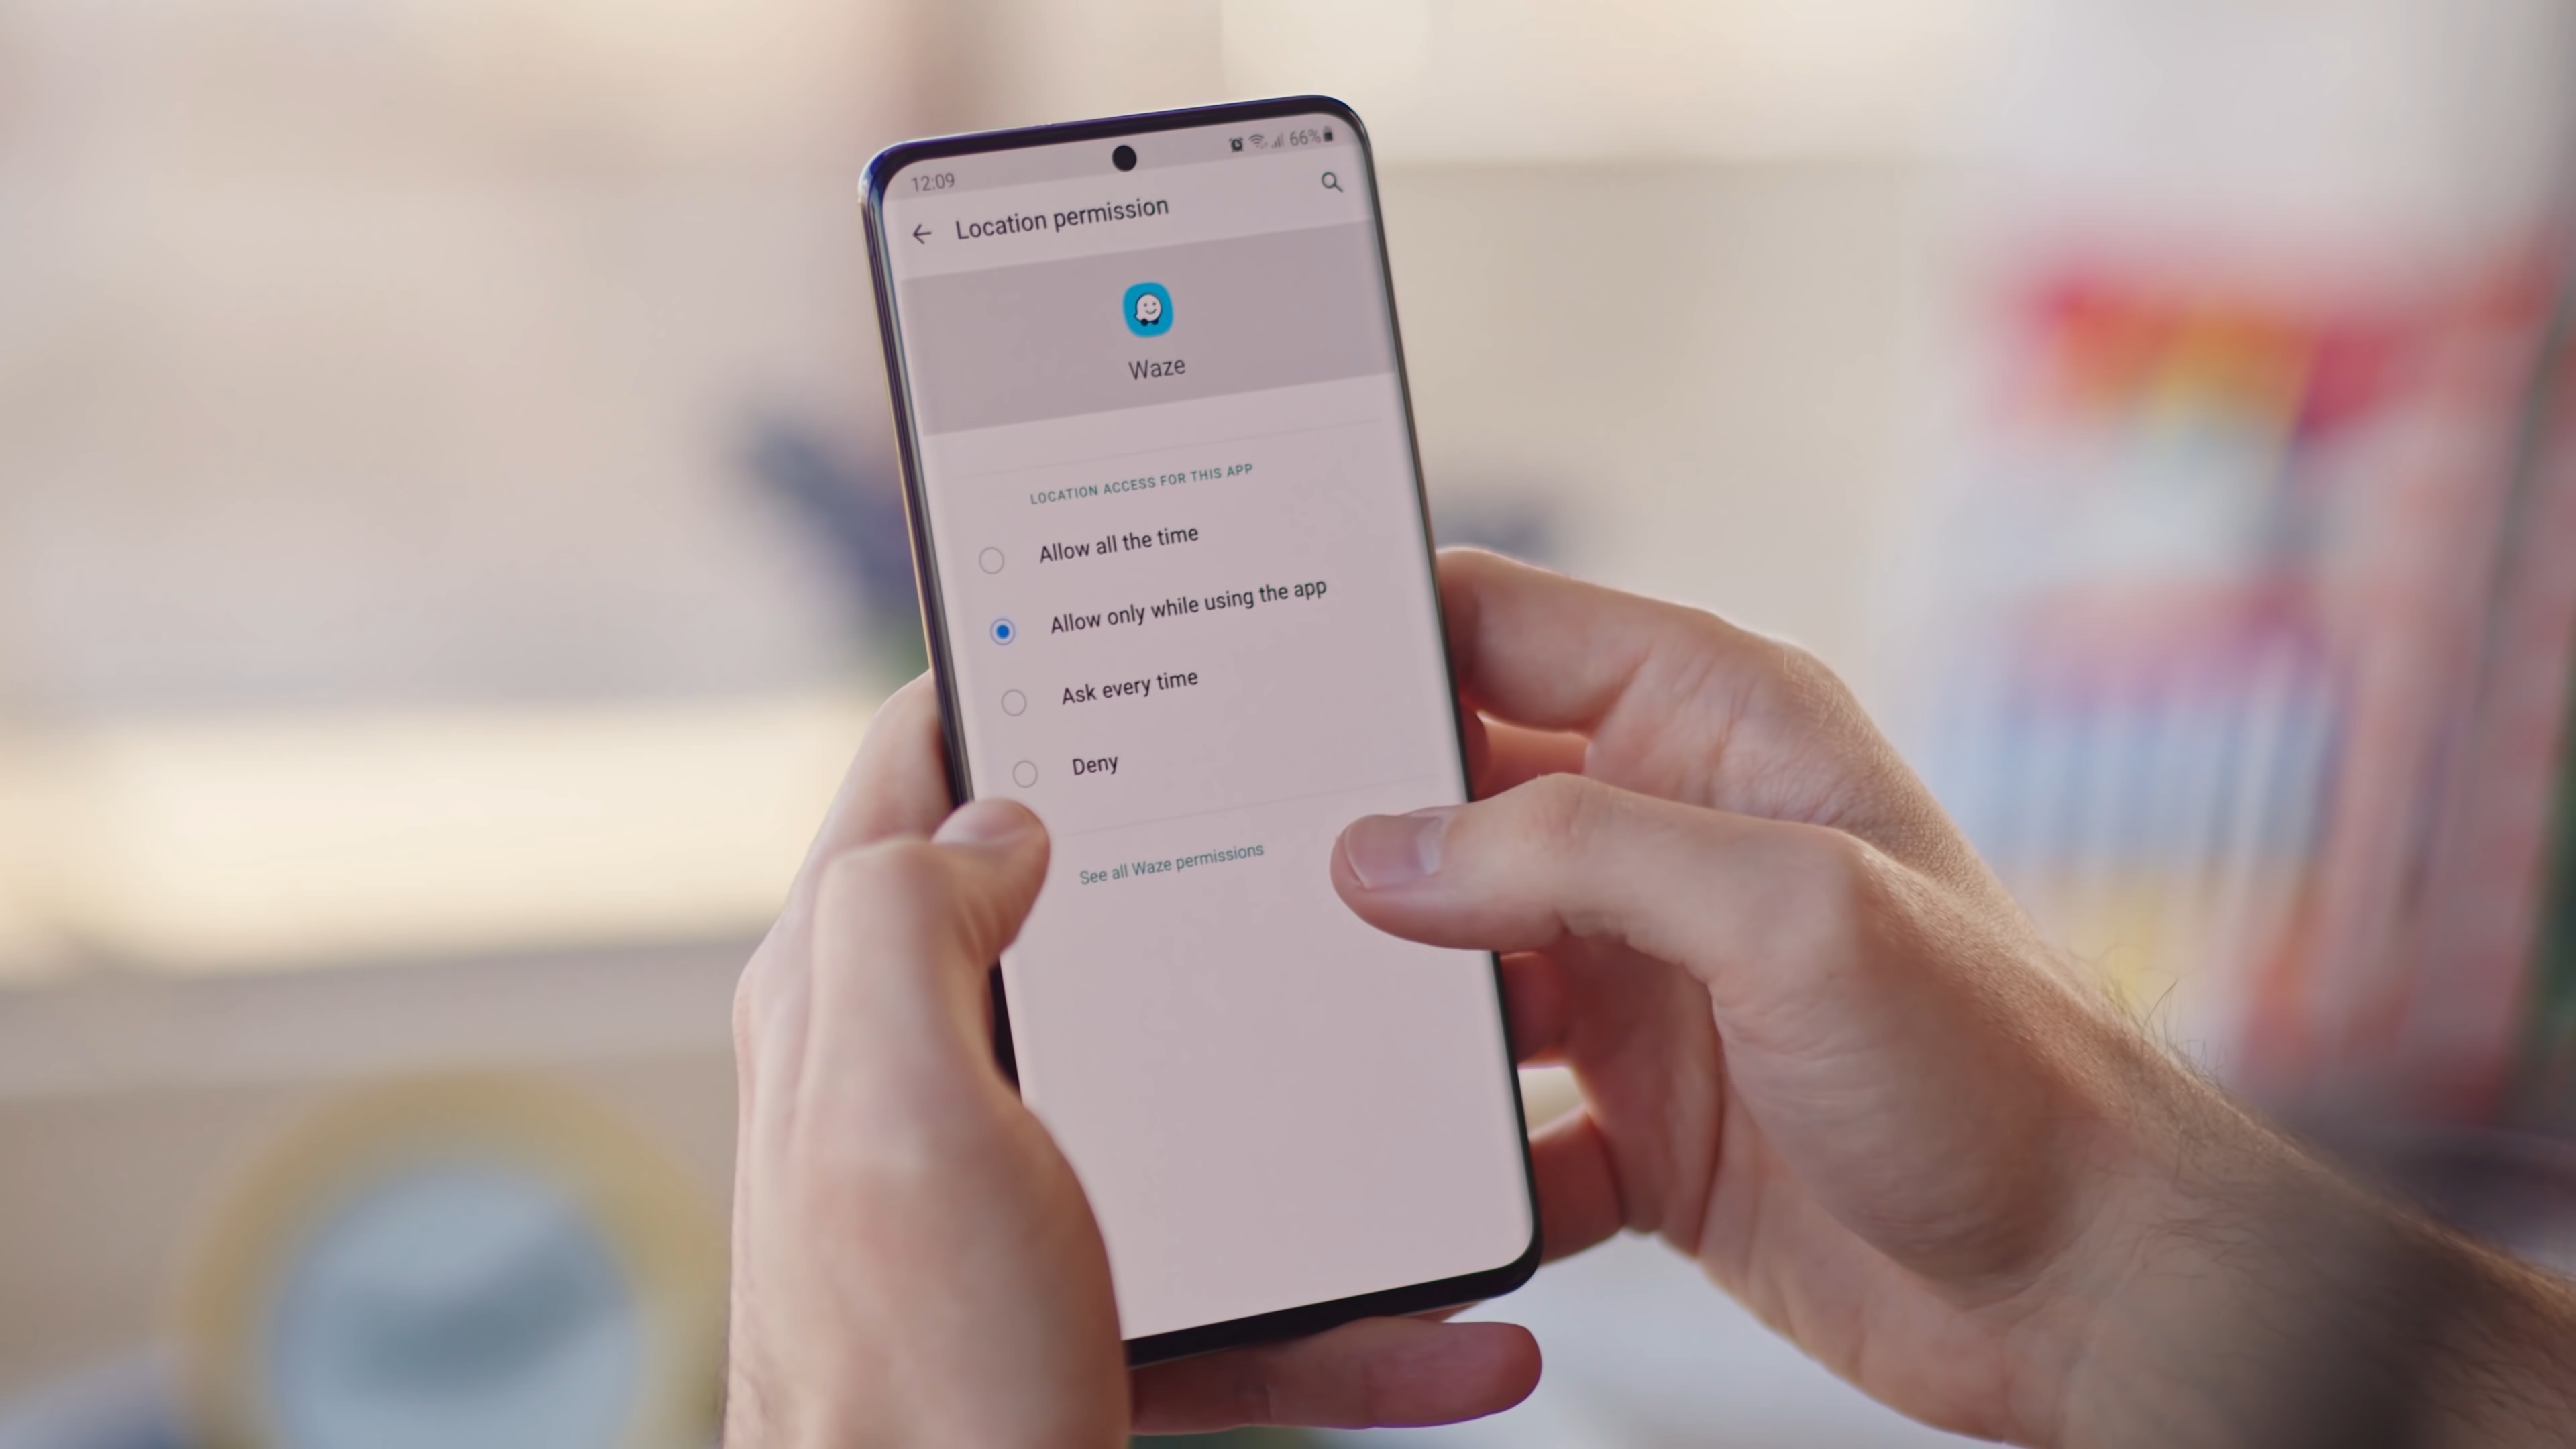 12:09
66%
Location permission
Waze
LOCATION ACCESS FOR THIS APP
Allow all the time
Allow only while using the app
Ask every time
Deny
See all Waze permissions